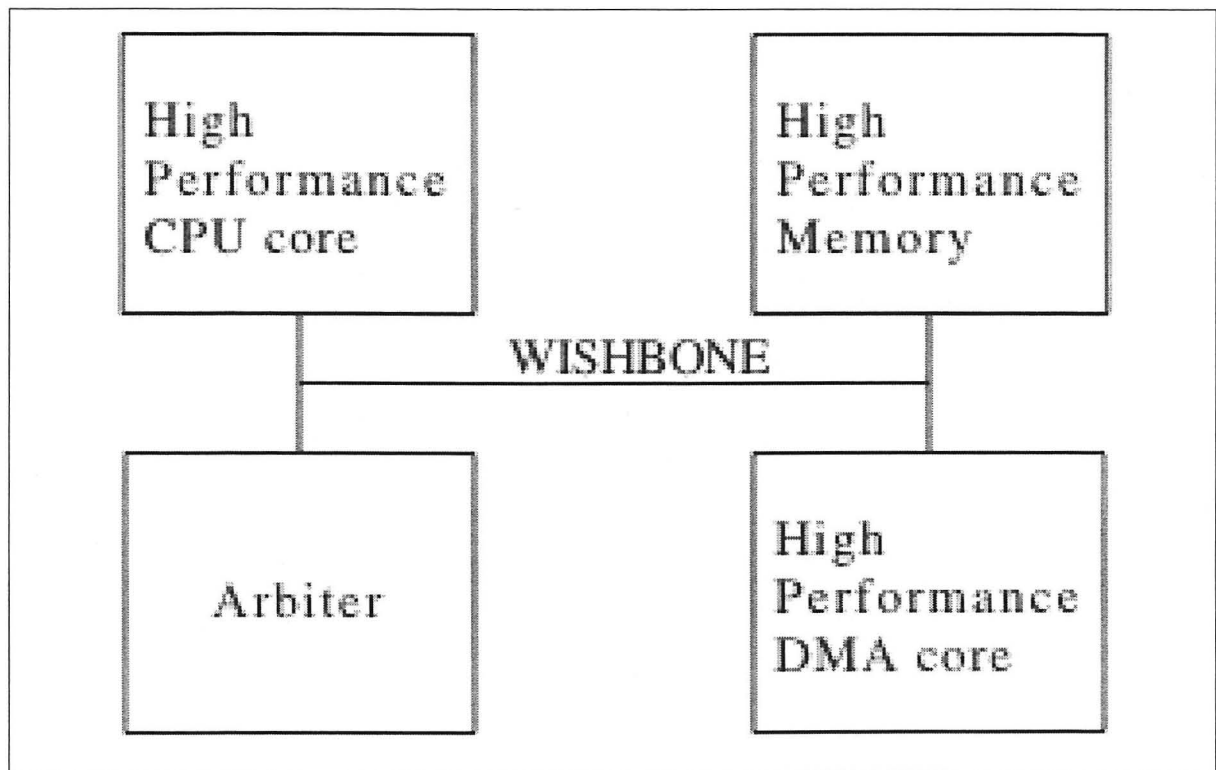 High
Performance
CPU core
High
Performance
Memory
WISHBONE
Arbiter
High
Performance
DMA core